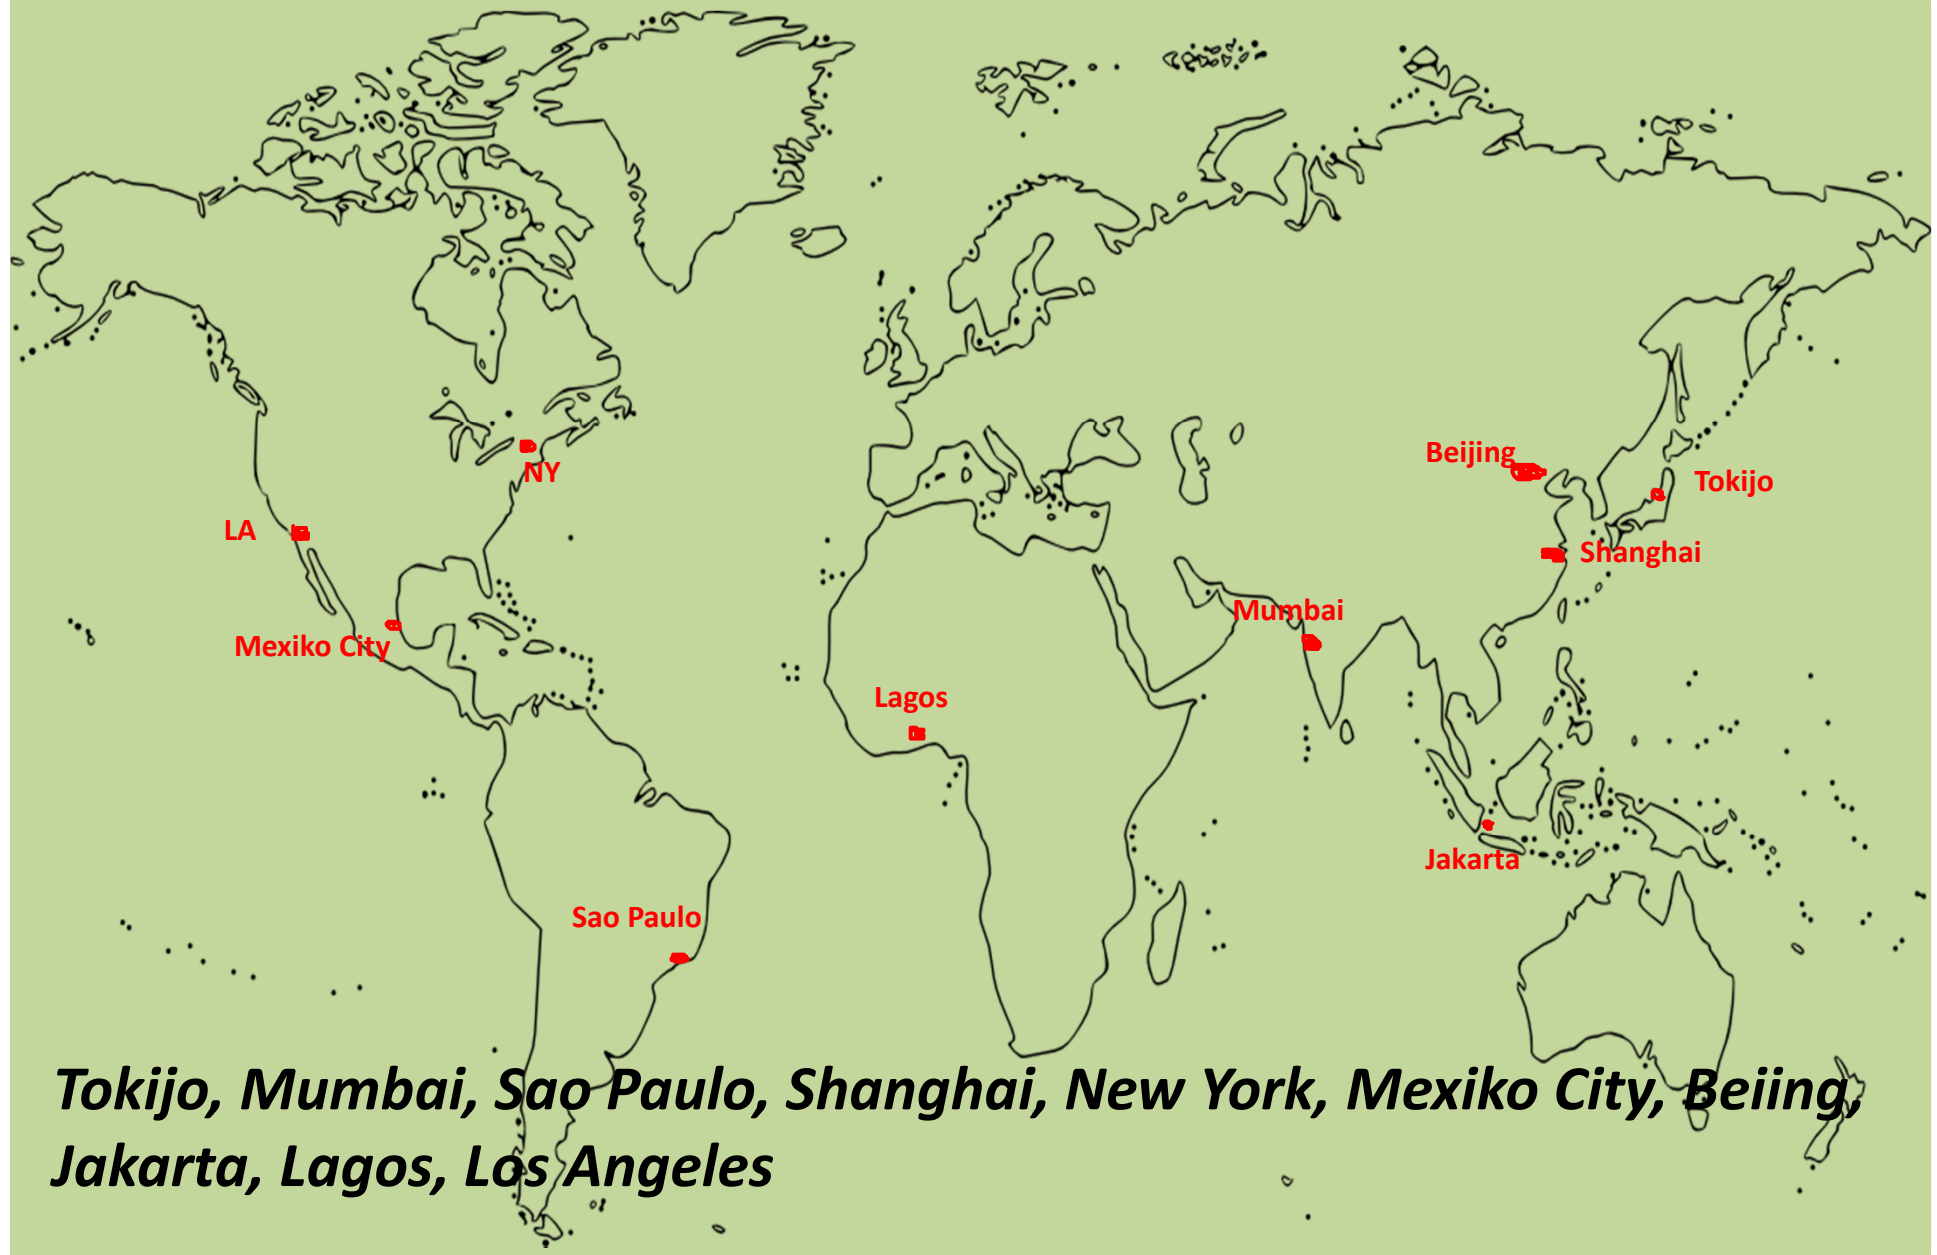 Beijing
NY
Tokijo
LA
Shanghai
Mumbai
Mexiko City
Lagos
Jakarta
Sao Paulo
Tokijo, Mumbai, Sao Paulo, Shanghai, New York, Mexiko City, Beiing,
Jakarta, Lagos, Los Angeles